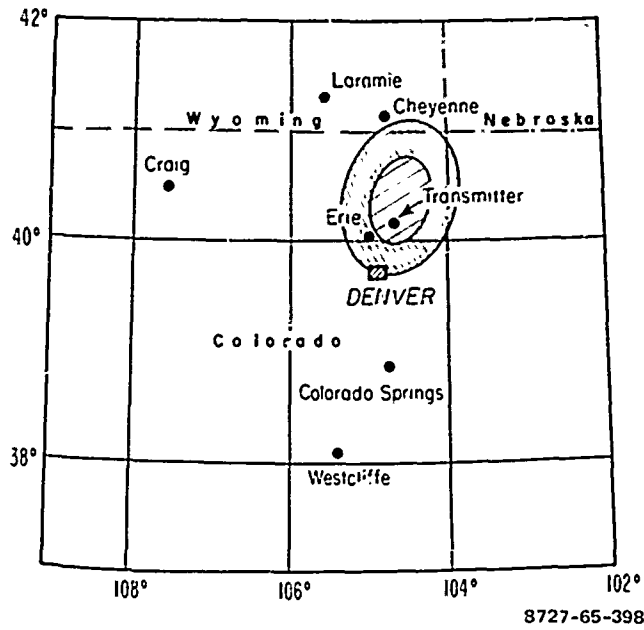 42°
Laramie
Cheyenne
Wyoming
Nebraska
Craig
Transmitter
Erie
40°
DENVER
Colorado
Colorado Springs
38°
Westcliffe
108°
106°
104°
102°
8727-65-398